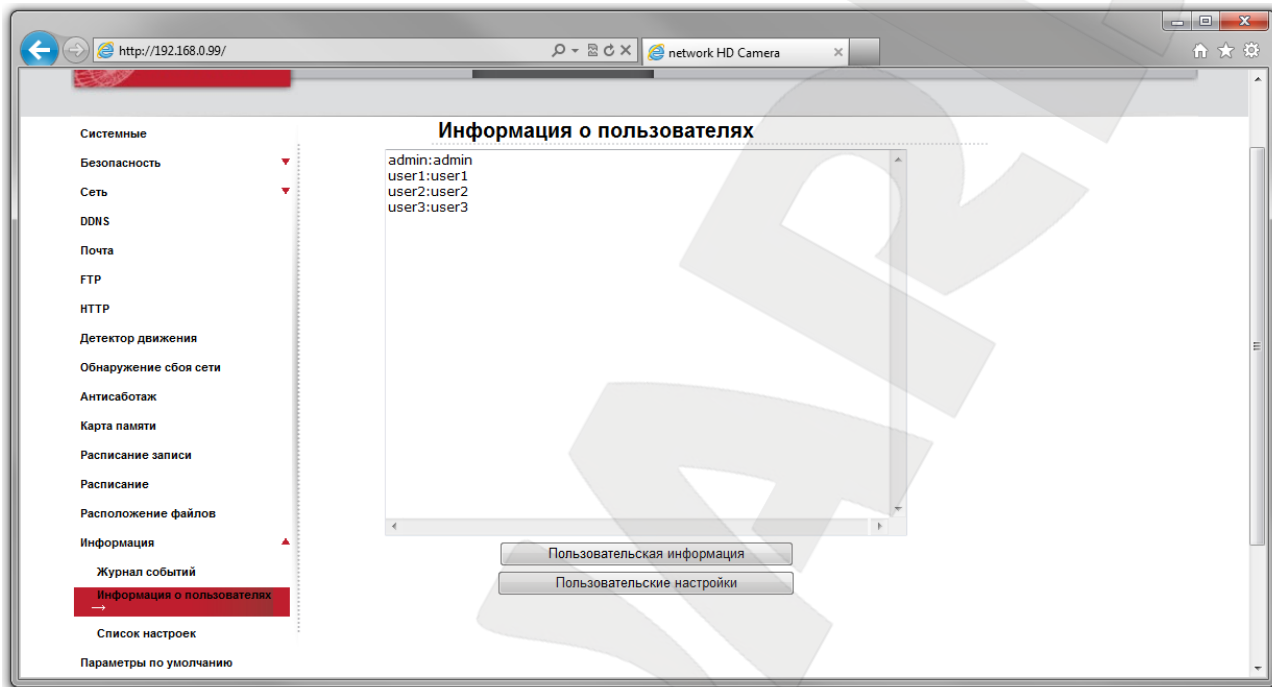 http://192.168.0.99/
network HD Camera
Системные
Безопасность
Сеть
DDNS
Почта
FTP
HTTP
Детектор движения
Обнаружение сбоя сети
Антисаботаж
Карта памяти
Расписание записи
Расписание
Расположение файлов
Информация
Журнал событий
Информация о пользователях
Список настроек
Параметры по умолчанию
Информация о пользователях
admin:admin
user1:user1
user2:user2
user3:user3
Пользовательская информация
Пользовательские настройки